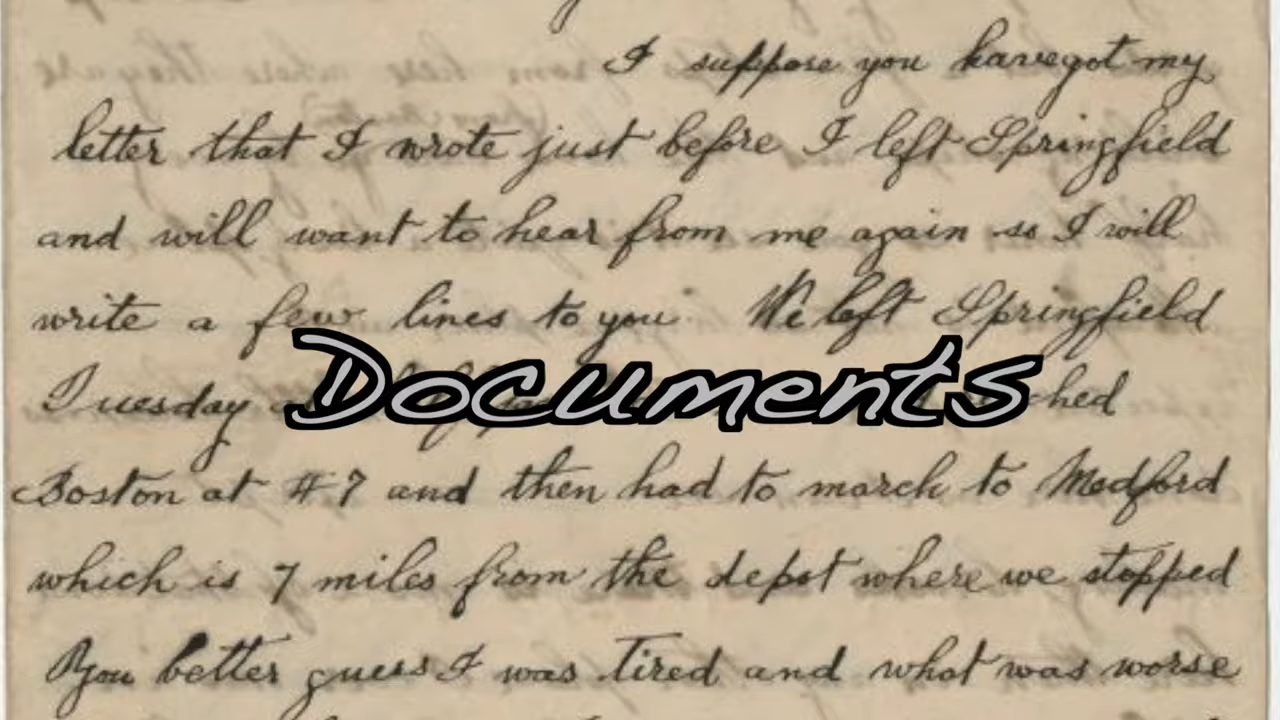 I suppose you have got my
letter that I wrote just before I left Springfield
and will want to hear from me again so I will
write a few lines to you. We left Springfield
Tuesday
Documents
Boston at #7 and then had to march to Medford
which is 7 miles from the depot where we stopped
You better guess I was tired and what was worse